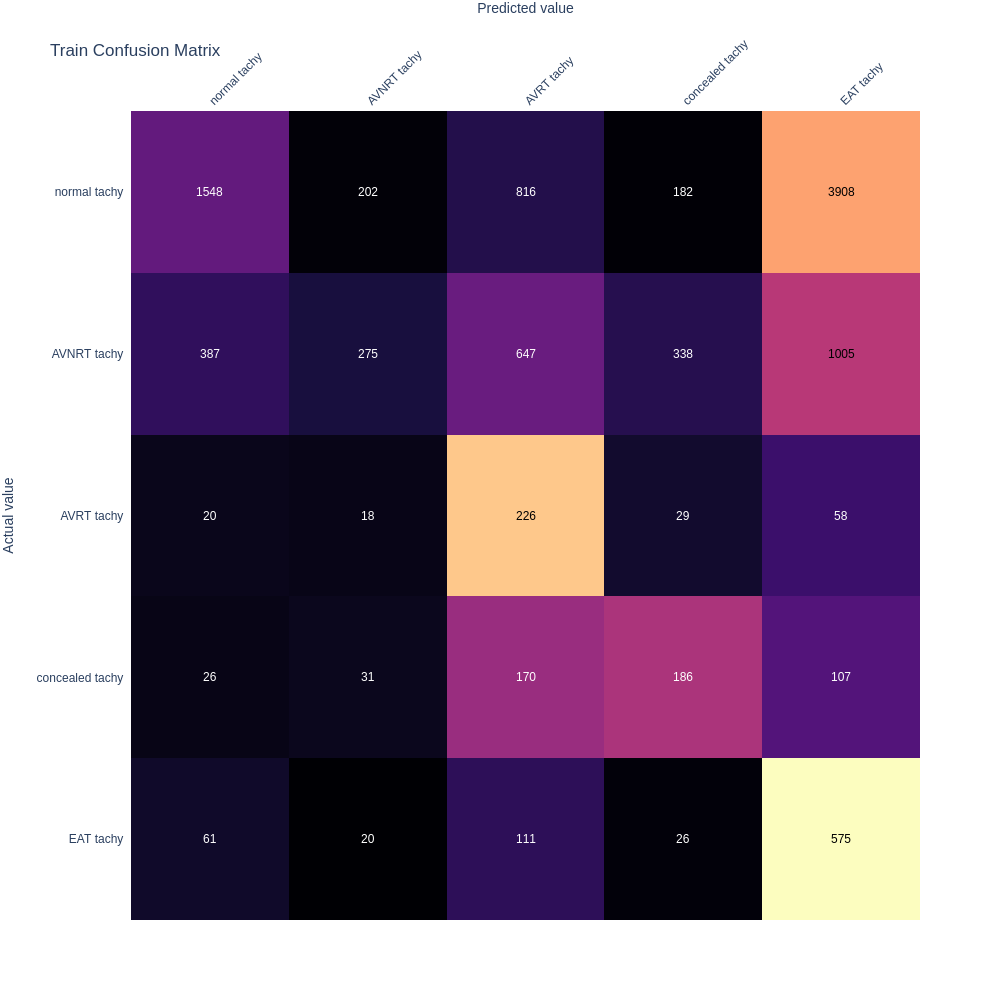 Predicted value
Train Confusion Matrix
normal tachy
AVNRT tachy
AVRT tachy
concealed tachy
EAT tachy
normal tachy 1548 202 816 182 3908
AVNRT tachy 387 275 647 338 1005
Actual value
AVRT tachy 20 18 226 29 58
concealed tachy 26 31 170 186 107
EAT tachy 61 20 111 26 575